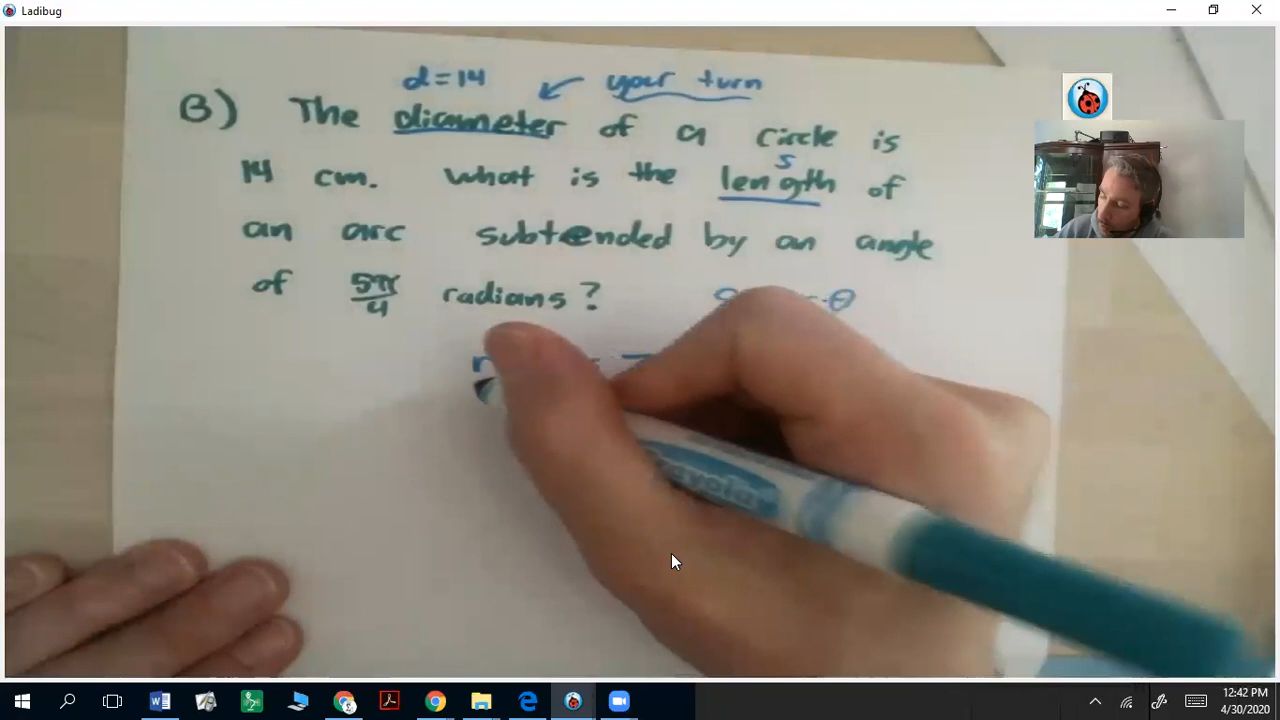 Ladibug
d=14 your turn
B) The diameter of a circle is
s
14 cm. What is the length of
an arc subtended by an angle
of 5π/4 radians? θ
r
12:42 PM
4/30/2020